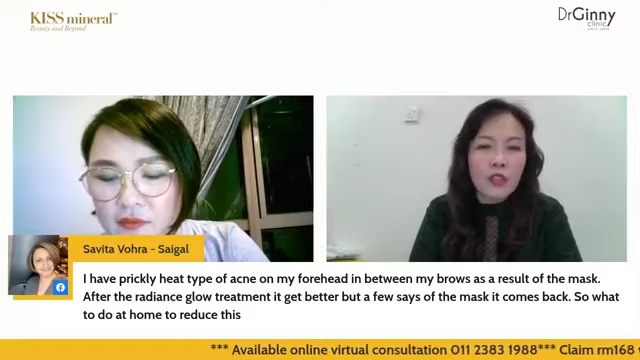 KISS mineral™
Beauty and Beyond
DrGinny
clinic
Savita Vohra - Saigal
I have prickly heat type of acne on my forehead in between my brows as a result of the mask.
After the radiance glow treatment it get better but a few says of the mask it comes back. So what
to do at home to reduce this
*** Available online virtual consultation 011 2383 1988*** Claim rm168